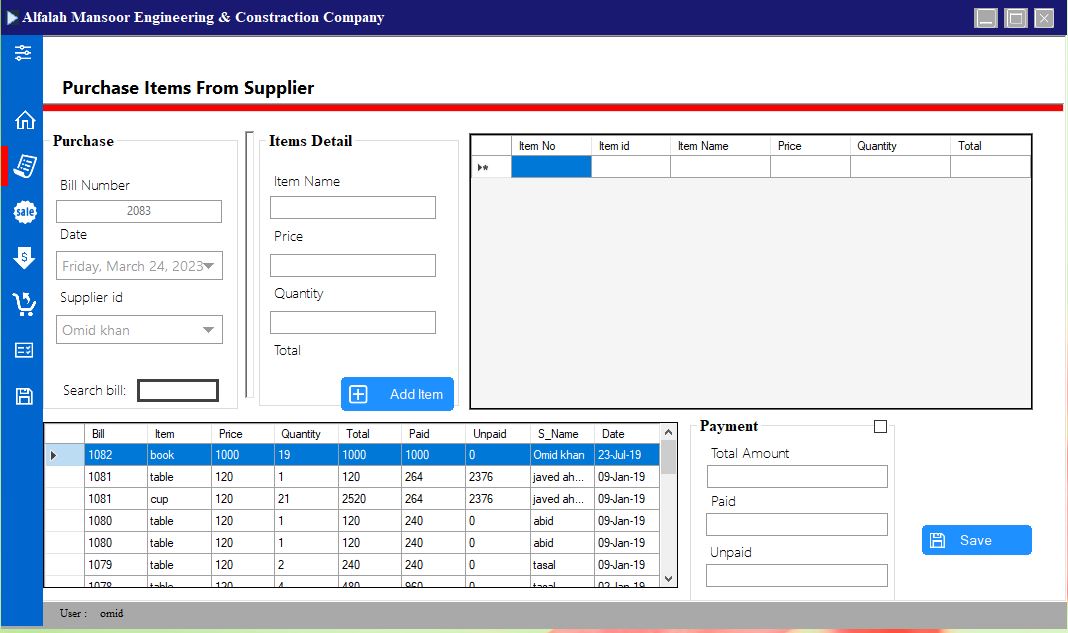 Alfalah Mansoor Engineering & Constraction Company
Purchase Items From Supplier
Purchase
Bill Number
2083
Date
Friday, March 24, 2023
Supplier id
Omid khan
Search bill:
Items Detail
Item Name
Price
Quantity
Total
Add Item
Item No Item id Item Name Price Quantity Total
sale
Bill Item Price Quantity Total Paid Unpaid S_Name Date
1082 book 1000 19 1000 1000 0 Omid khan 23-Jul-19
1081 table 120 1 120 264 2376 javed ah... 09-Jan-19
1081 cup 120 21 2520 264 2376 javed ah... 09-Jan-19
1080 table 120 1 120 240 0 abid 09-Jan-19
1080 table 120 1 120 240 0 abid 09-Jan-19
1079 table 120 2 240 240 0 tasal 09-Jan-19
1078 table 120 4 480 960 0 tasal 02-Jan-19
Payment
Total Amount
Paid
Unpaid
Save
User : omid